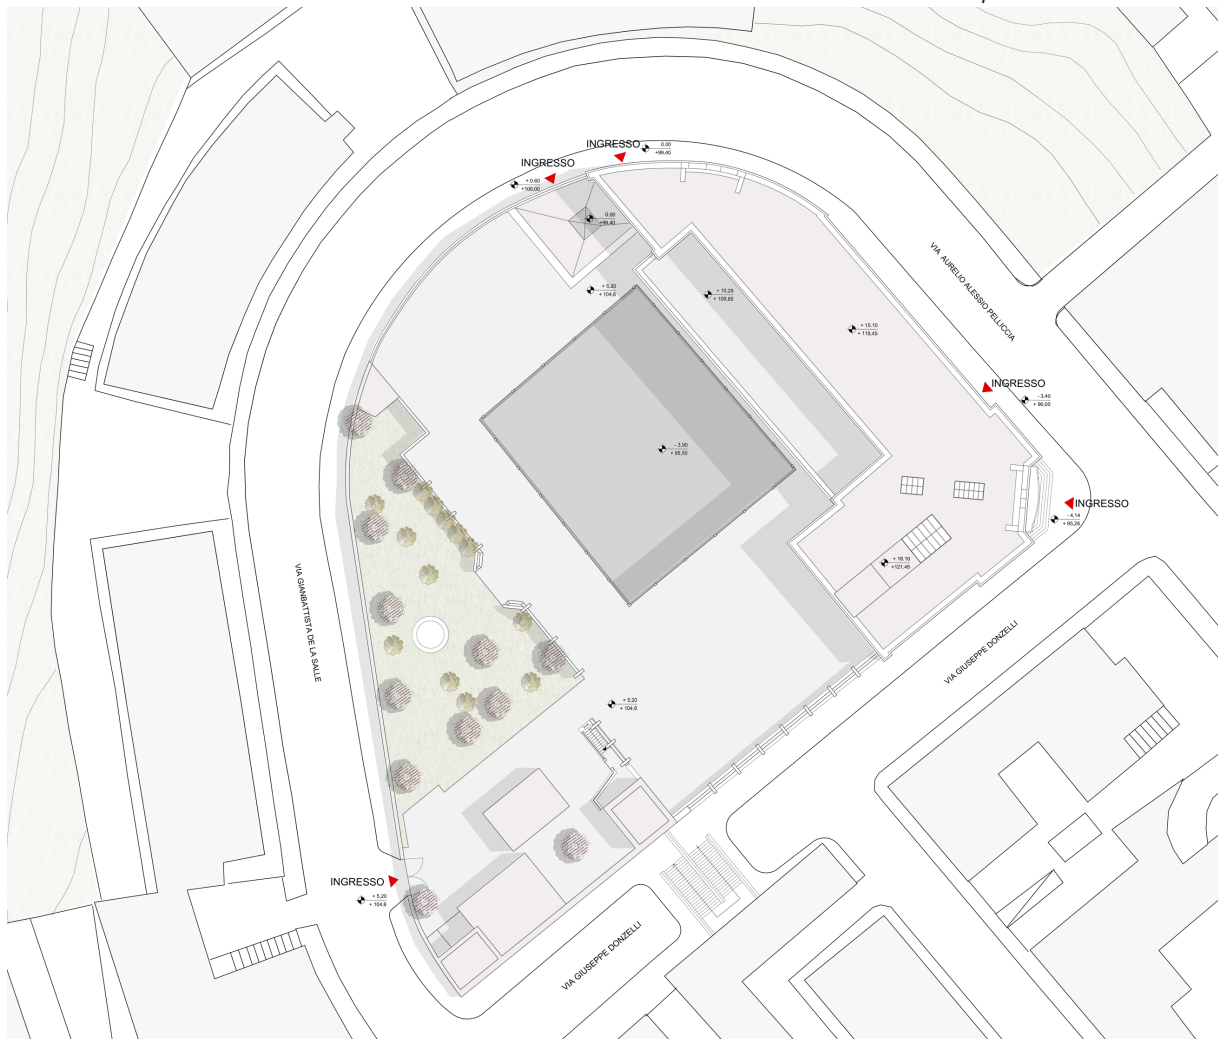 INGRESSO
0.00
+99,40
INGRESSO
+ 0.60
+100,00
0.00
+99,40
VIA AURELIO ALESSIO PELLICCIA
+ 5,20
+ 104,6
+ 10.25
+ 109,65
+ 15.10
+ 118,45
INGRESSO
- 3.40
+ 96,00
- 3.90
+ 95,50
INGRESSO
- 4,14
+ 95,26
+ 18.10
+121,45
VIA GIANBATTISTA DE LA SALLE
VIA GIUSEPPE DONZELLI
+ 5,20
+ 104,6
INGRESSO
+ 5,20
+ 104,6
VIA GIUSEPPE DONZELLI